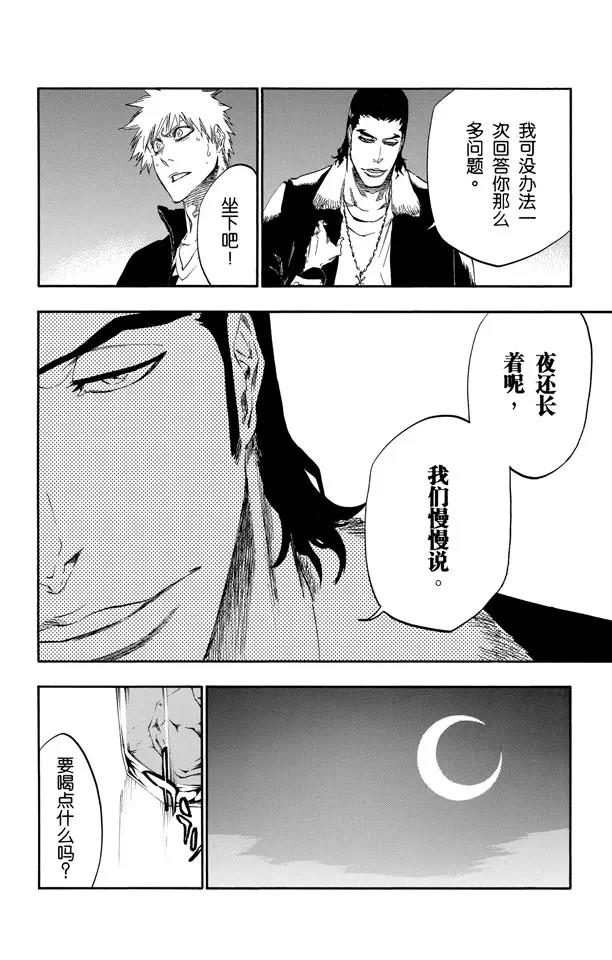 我可没办法一
次回答你那么
多问题。
坐下吧！
夜还长
着呢，
我们慢慢说。
要喝点什么吗？